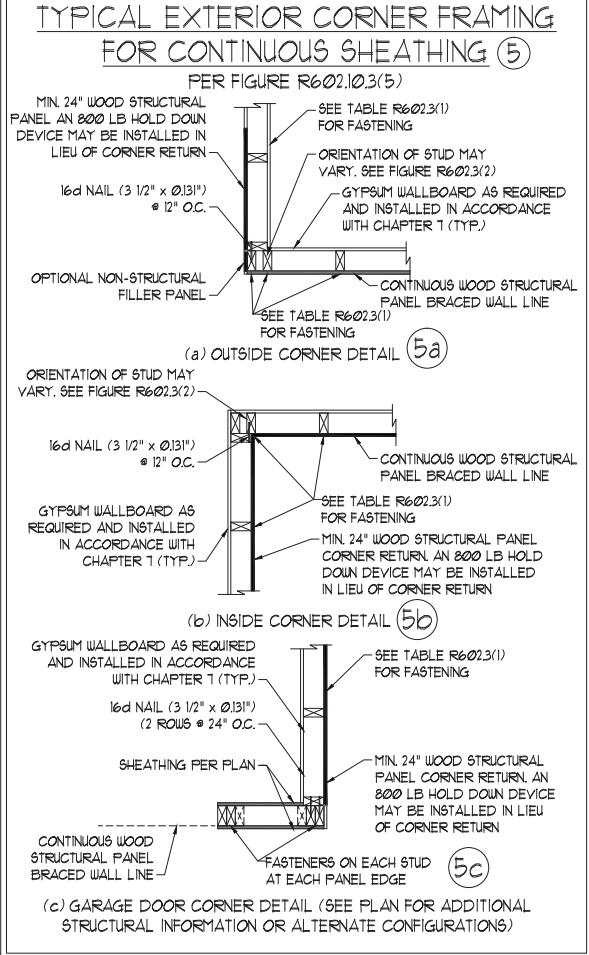 TYPICAL EXTERIOR CORNER FRAMING
FOR CONTINUOUS SHEATHING 5
PER FIGURE R602.10.3(5)
MIN. 24" WOOD STRUCTURAL
PANEL AN 800 LB HOLD DOWN
DEVICE MAY BE INSTALLED IN
LIEU OF CORNER RETURN
16d NAIL (3 1/2" x 0.131")
@ 12" O.C.
OPTIONAL NON-STRUCTURAL
FILLER PANEL
SEE TABLE R602.3(1)
FOR FASTENING
ORIENTATION OF STUD MAY
VARY. SEE FIGURE R602.3(2)
GYPSUM WALLBOARD AS REQUIRED
AND INSTALLED IN ACCORDANCE
WITH CHAPTER 7 (TYP.)
CONTINUOUS WOOD STRUCTURAL
PANEL BRACED WALL LINE
SEE TABLE R602.3(1)
FOR FASTENING
(a) OUTSIDE CORNER DETAIL 5a
ORIENTATION OF STUD MAY
VARY. SEE FIGURE R602.3(2)
16d NAIL (3 1/2" x 0.131")
@ 12" O.C.
GYPSUM WALLBOARD AS
REQUIRED AND INSTALLED
IN ACCORDANCE WITH
CHAPTER 7 (TYP.)
CONTINUOUS WOOD STRUCTURAL
PANEL BRACED WALL LINE
SEE TABLE R602.3(1)
FOR FASTENING
MIN. 24" WOOD STRUCTURAL PANEL
CORNER RETURN. AN 800 LB HOLD
DOWN DEVICE MAY BE INSTALLED
IN LIEU OF CORNER RETURN
(b) INSIDE CORNER DETAIL 5b
GYPSUM WALLBOARD AS REQUIRED
AND INSTALLED IN ACCORDANCE
WITH CHAPTER 7 (TYP.)
16d NAIL (3 1/2" x 0.131")
(2 ROWS @ 24" O.C.
SHEATHING PER PLAN
CONTINUOUS WOOD
STRUCTURAL PANEL
BRACED WALL LINE
SEE TABLE R602.3(1)
FOR FASTENING
MIN. 24" WOOD STRUCTURAL
PANEL CORNER RETURN. AN
800 LB HOLD DOWN DEVICE
MAY BE INSTALLED IN LIEU
OF CORNER RETURN
FASTENERS ON EACH STUD
AT EACH PANEL EDGE
5c
(c) GARAGE DOOR CORNER DETAIL (SEE PLAN FOR ADDITIONAL
STRUCTURAL INFORMATION OR ALTERNATE CONFIGURATIONS)